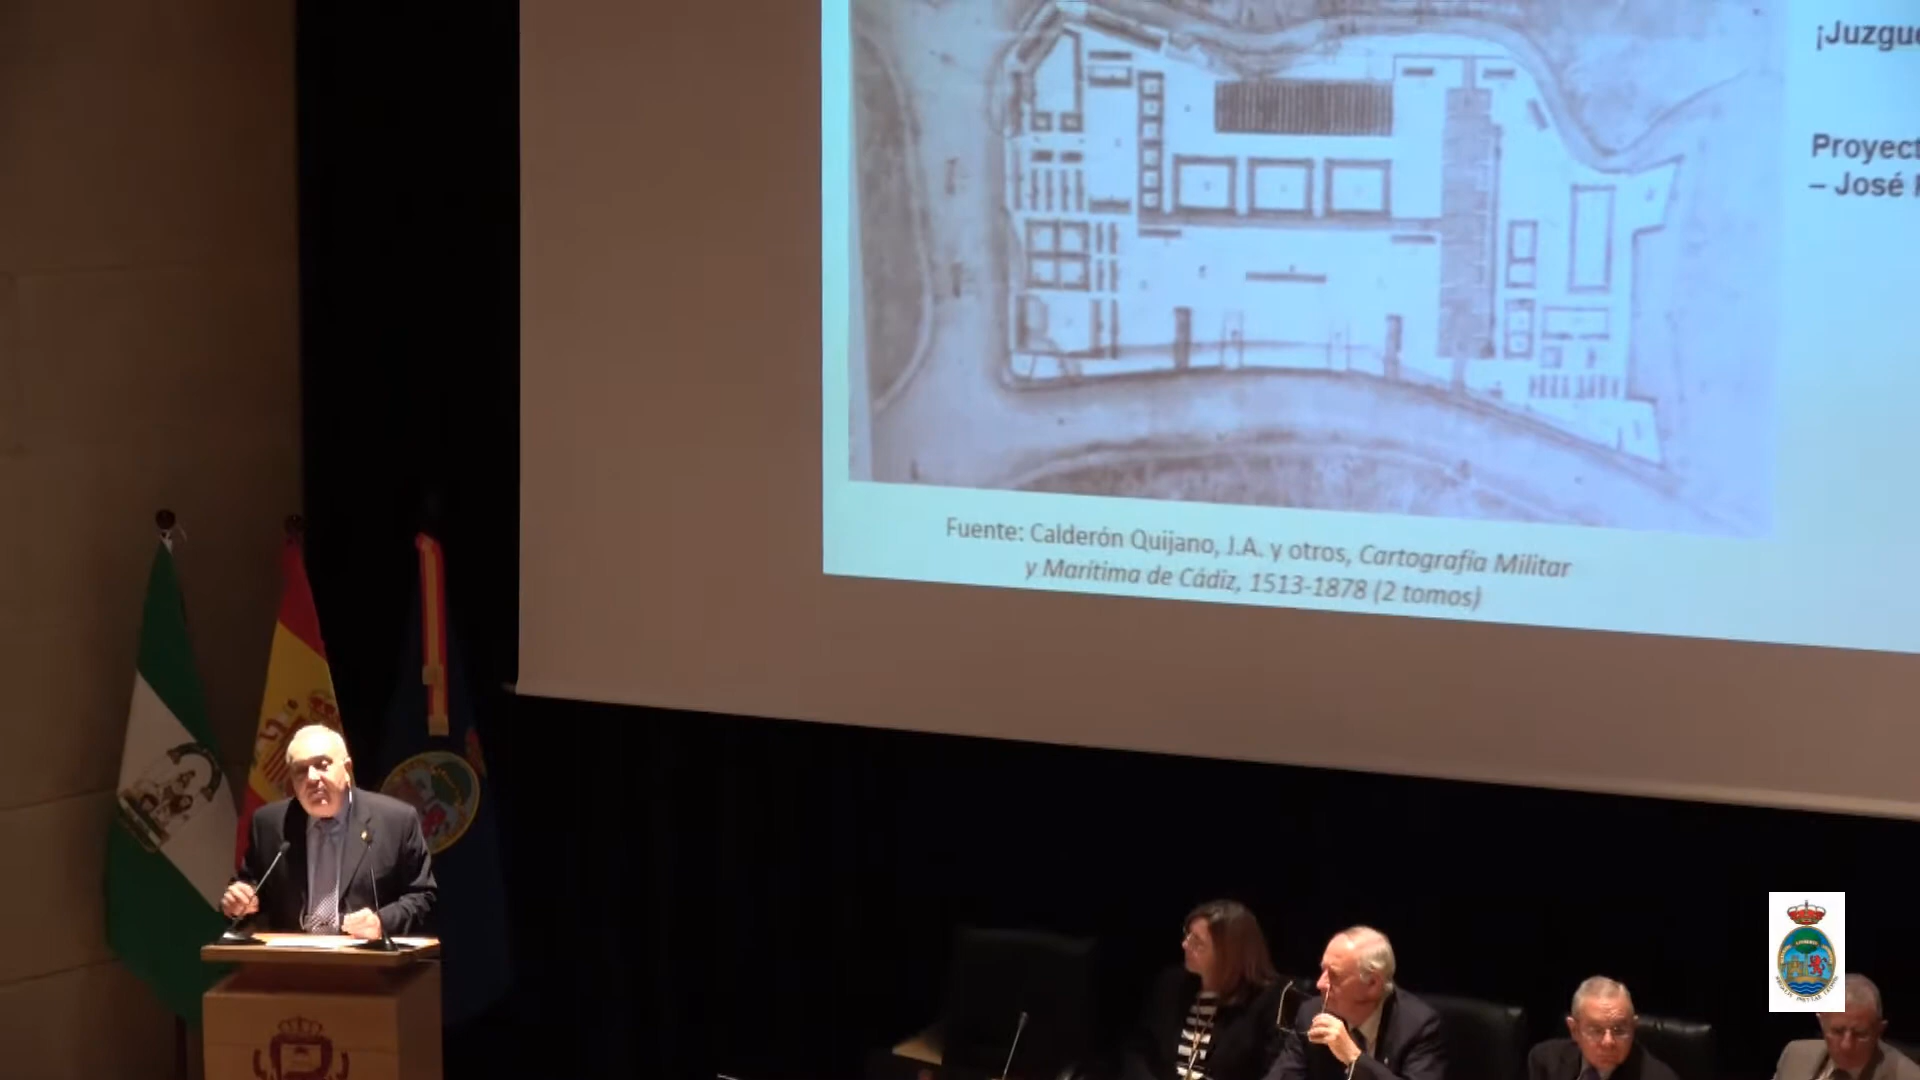 ¡Juzgue
Proyect
– José
Fuente: Calderón Quijano, J.A. y otros, Cartografía Militar
y Marítima de Cádiz, 1513-1878 (2 tomos)